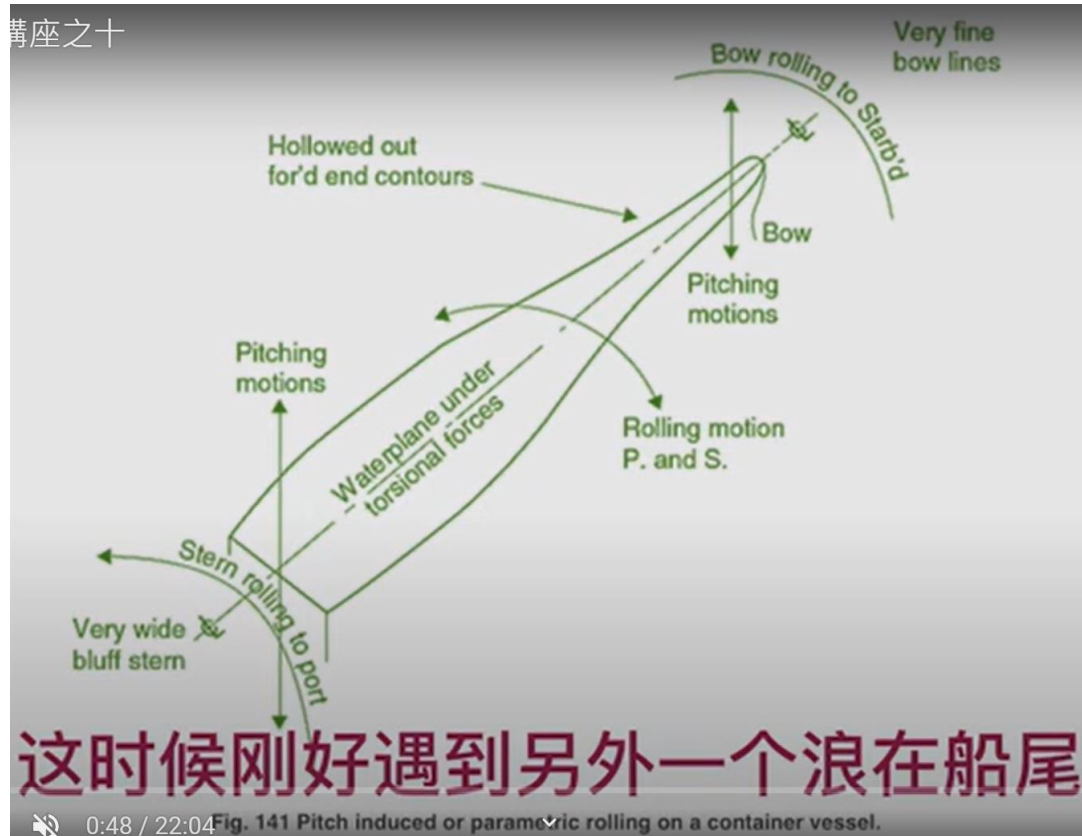 講座之十
Very fine
bow lines
Bow rolling to Starb'd
Hollowed out
for'd end contours
Bow
Pitching
motions
Pitching
motions
Waterplane under
torsional forces
Rolling motion
P. and S.
Stern rolling to port
Very wide
bluff stern
这时候刚好遇到另外一个浪在船尾
0:48 / 22:04
Fig. 141 Pitch induced or parametric rolling on a container vessel.